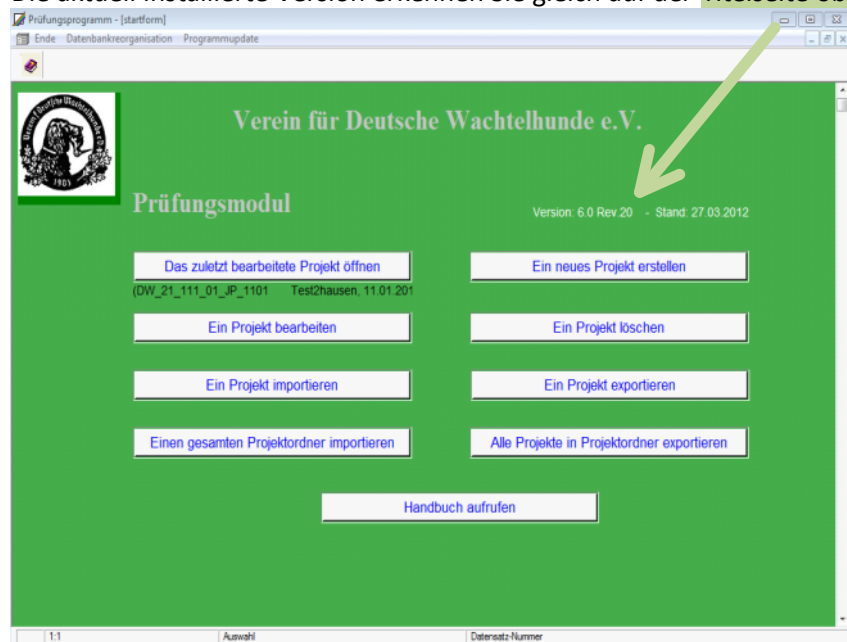 Die aktuell installierte Version erkennen Sie gleich auf der Titelseite ob
Prüfungsprogramm - [startform]
Ende Datenbankreorganisation Programmupdate
Verein für Deutsche Wachtelhunde e.V.
1903
Prüfungsmodul
Version: 6.0 Rev.20 - Stand: 27.03.2012
Das zuletzt bearbeitete Projekt öffnen
Ein neues Projekt erstellen
(DW_21_111_01_JP_1101 Test2hausen, 11.01.201
Ein Projekt bearbeiten
Ein Projekt löschen
Ein Projekt importieren
Ein Projekt exportieren
Einen gesamten Projektordner importieren
Alle Projekte in Projektordner exportieren
Handbuch aufrufen
1:1 Auswahl Datensatz-Nummer